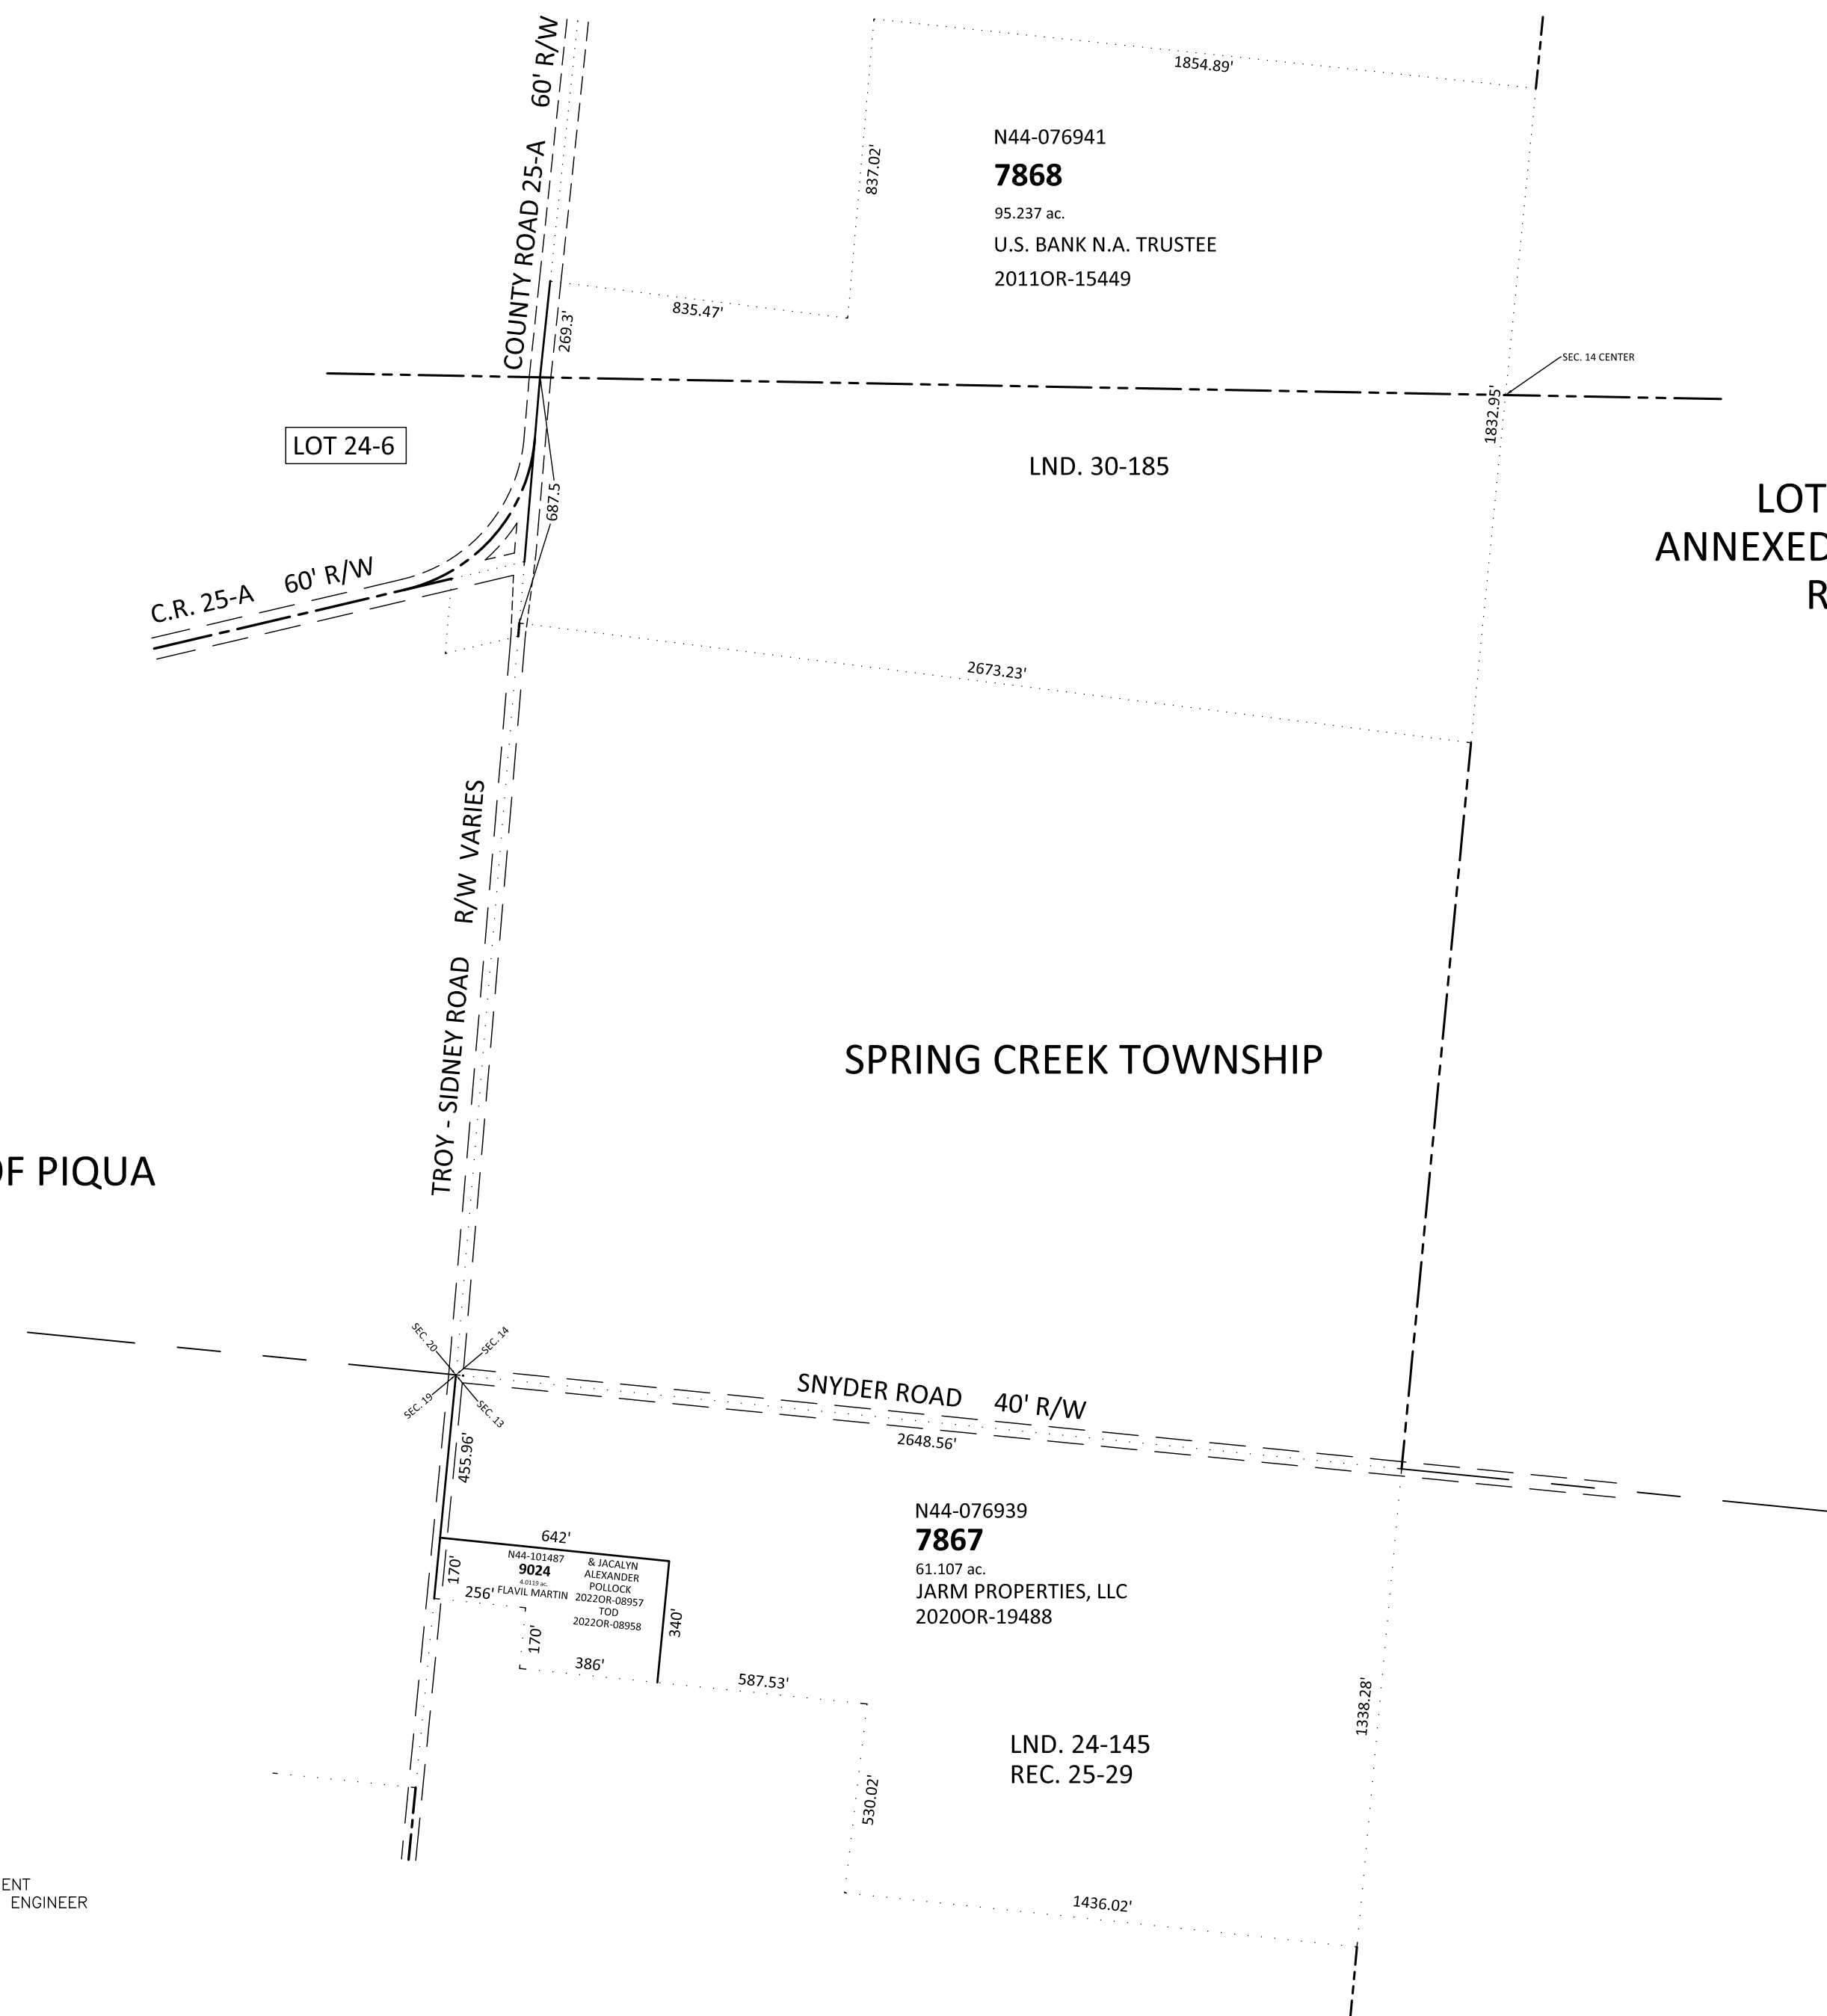 COUNTY ROAD 25-A 60' R/W
1854.89'
837.02'
N44-076941
7868
95.237 ac.
U.S. BANK N.A. TRUSTEE
2011OR-15449
835.47'
269.3'
SEC. 14 CENTER
1832.95'
LOT 24-6
LND. 30-185
687.5
LOT
ANNEXED
R
C.R. 25-A 60' R/W
2673.23'
TROY - SIDNEY ROAD R/W VARIES
SPRING CREEK TOWNSHIP
OF PIQUA
SEC. 20
SEC. 14
SEC. 19
SEC. 13
SNYDER ROAD 40' R/W
2648.56'
455.96'
N44-076939
7867
61.107 ac.
JARM PROPERTIES, LLC
2020OR-19488
642'
170'
N44-101487
9024
4.0119 ac.
FLAVIL MARTIN
& JACALYN
ALEXANDER
POLLOCK
2022OR-08957
TOD
2022OR-08958
256'
170'
340'
386'
587.53'
1338.28'
LND. 24-145
REC. 25-29
530.02'
1436.02'
ENT
ENGINEER